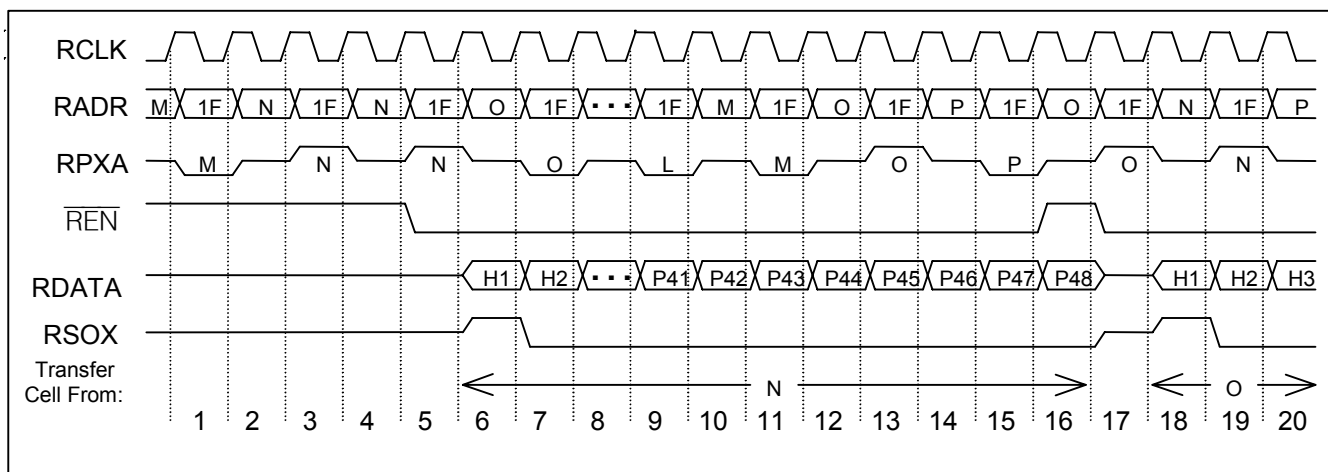 RCLK
RADR M 1F N 1F N 1F O 1F ··· 1F M 1F O 1F P 1F O 1F N 1F P
RPXA M N N O L M O P O N
REN
RDATA H1 H2 ··· P41 P42 P43 P44 P45 P46 P47 P48 H1 H2 H3
RSOX
Transfer
Cell From: N O
1 2 3 4 5 6 7 8 9 10 11 12 13 14 15 16 17 18 19 20